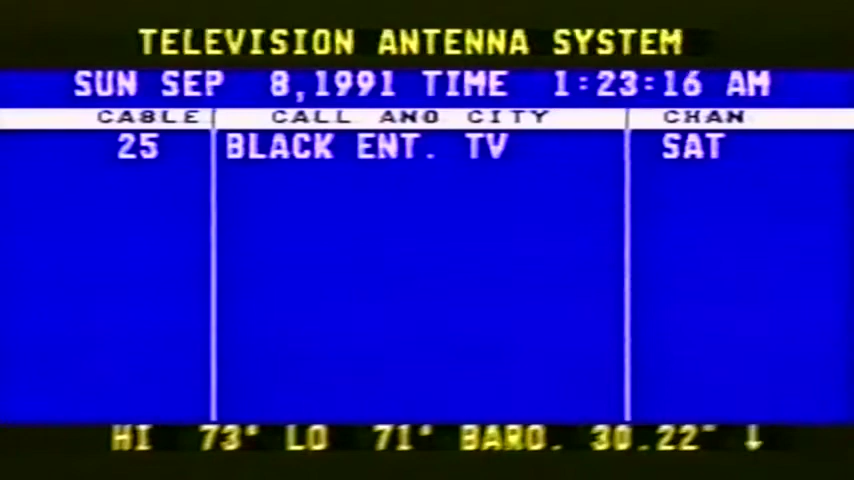 TELEVISION ANTENNA SYSTEM
SUN SEP 8,1991 TIME 1:23:16 AM
CABLE CALL AND CITY CHAN
25 BLACK ENT. TV SAT
HI 73° LO 71° BARO. 30.22" ↓